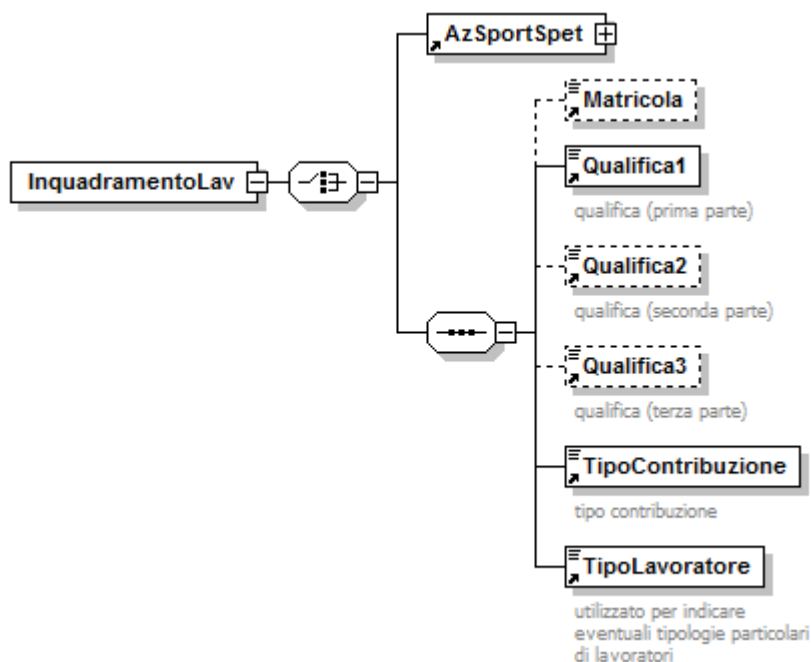 AzSportSpet
Matricola
InquadramentoLav
Qualifica1
qualifica (prima parte)
Qualifica2
qualifica (seconda parte)
Qualifica3
qualifica (terza parte)
TipoContribuzione
tipo contribuzione
TipoLavoratore
utilizzato per indicare
eventuali tipologie particolari
di lavoratori